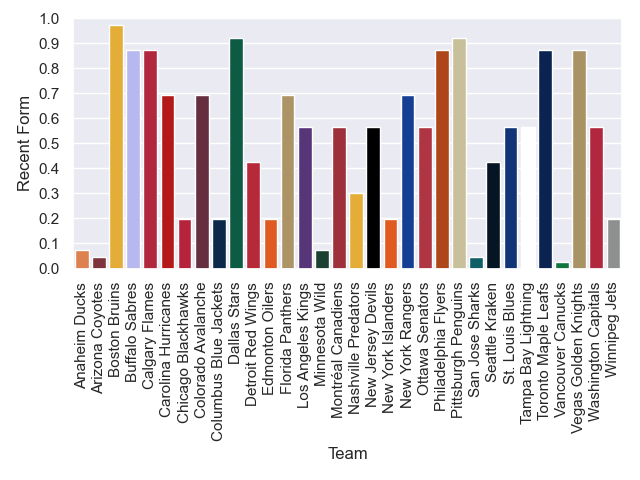 1.0
0.9
0.8
0.7
0.6
0.5
0.4
0.3
0.2
0.1
0.0
Recent Form
Anaheim Ducks
Arizona Coyotes
Boston Bruins
Buffalo Sabres
Calgary Flames
Carolina Hurricanes
Chicago Blackhawks
Colorado Avalanche
Columbus Blue Jackets
Dallas Stars
Detroit Red Wings
Edmonton Oilers
Florida Panthers
Los Angeles Kings
Minnesota Wild
Montréal Canadiens
Nashville Predators
New Jersey Devils
New York Islanders
New York Rangers
Ottawa Senators
Philadelphia Flyers
Pittsburgh Penguins
San Jose Sharks
Seattle Kraken
St. Louis Blues
Tampa Bay Lightning
Toronto Maple Leafs
Vancouver Canucks
Vegas Golden Knights
Washington Capitals
Winnipeg Jets
Team